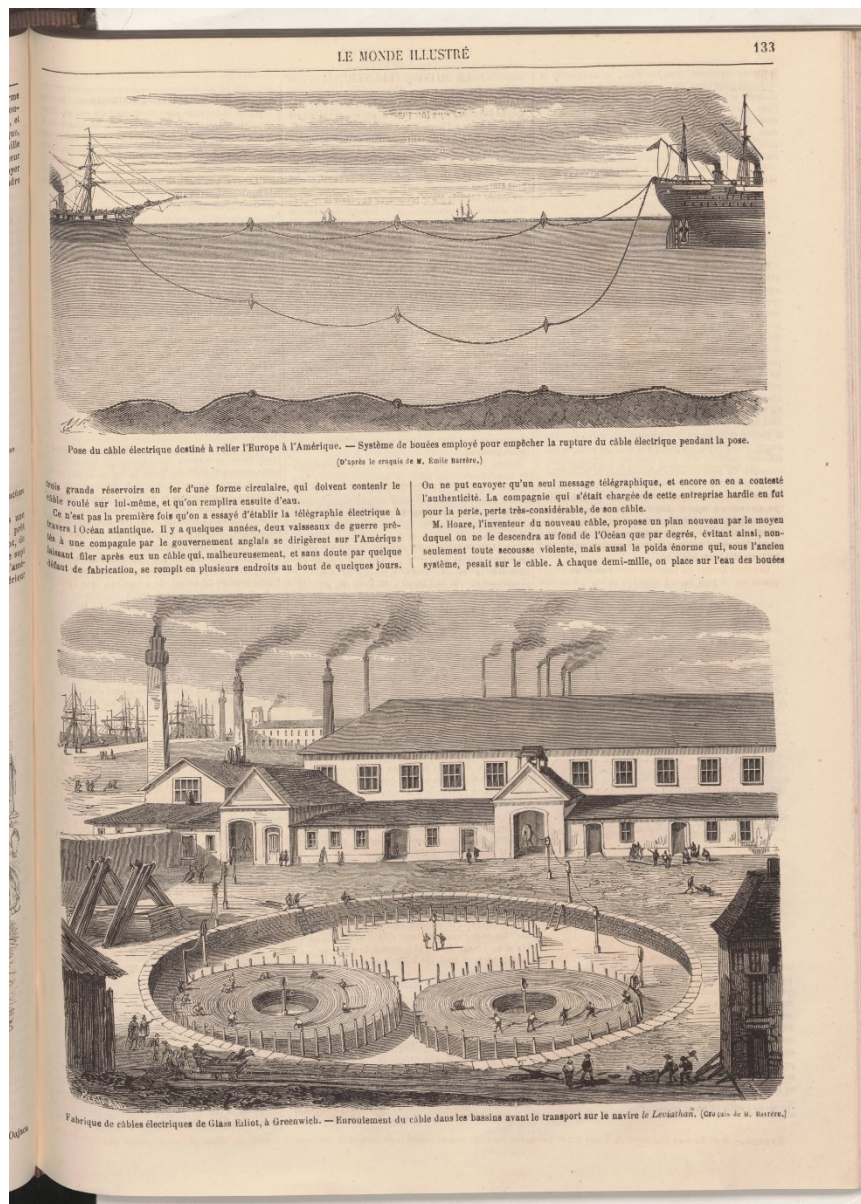 LE MONDE ILLUSTRÉ
133
Pose du câble électrique destiné à relier l'Europe à l'Amérique. — Système de bouées employé pour empêcher la rupture du câble électrique pendant la pose.
(D'après le croquis de M. Émile Barrère.)
trois grands réservoirs en fer d'une forme circulaire, qui doivent contenir le
câble roulé sur lui-même, et qu'on remplira ensuite d'eau.
Ce n'est pas la première fois qu'on a essayé d'établir la télégraphie électrique à
travers l'Océan atlantique. Il y a quelques années, deux vaisseaux de guerre prê-
tés à une compagnie par le gouvernement anglais se dirigèrent sur l'Amérique
laissant filer après eux un câble qui, malheureusement, et sans doute par quelque
défaut de fabrication, se rompit en plusieurs endroits au bout de quelques jours.
On ne put envoyer qu'un seul message télégraphique, et encore on en a contesté
l'authenticité. La compagnie qui s'était chargée de cette entreprise hardie en fut
pour la perle, perte très-considérable, de son câble.
M. Hoare, l'inventeur du nouveau câble, propose un plan nouveau par le moyen
duquel on ne le descendra au fond de l'Océan que par degrés, évitant ainsi, non-
seulement toute secousse violente, mais aussi le poids énorme qui, sous l'ancien
système, pesait sur le câble. A chaque demi-mille, on place sur l'eau des bouées
Fabrique de câbles électriques de Glass Elliot, à Greenwich. — Enroulement du câble dans les bassins avant le transport sur le navire le Leviathan. (Croquis de M. Barrère.)